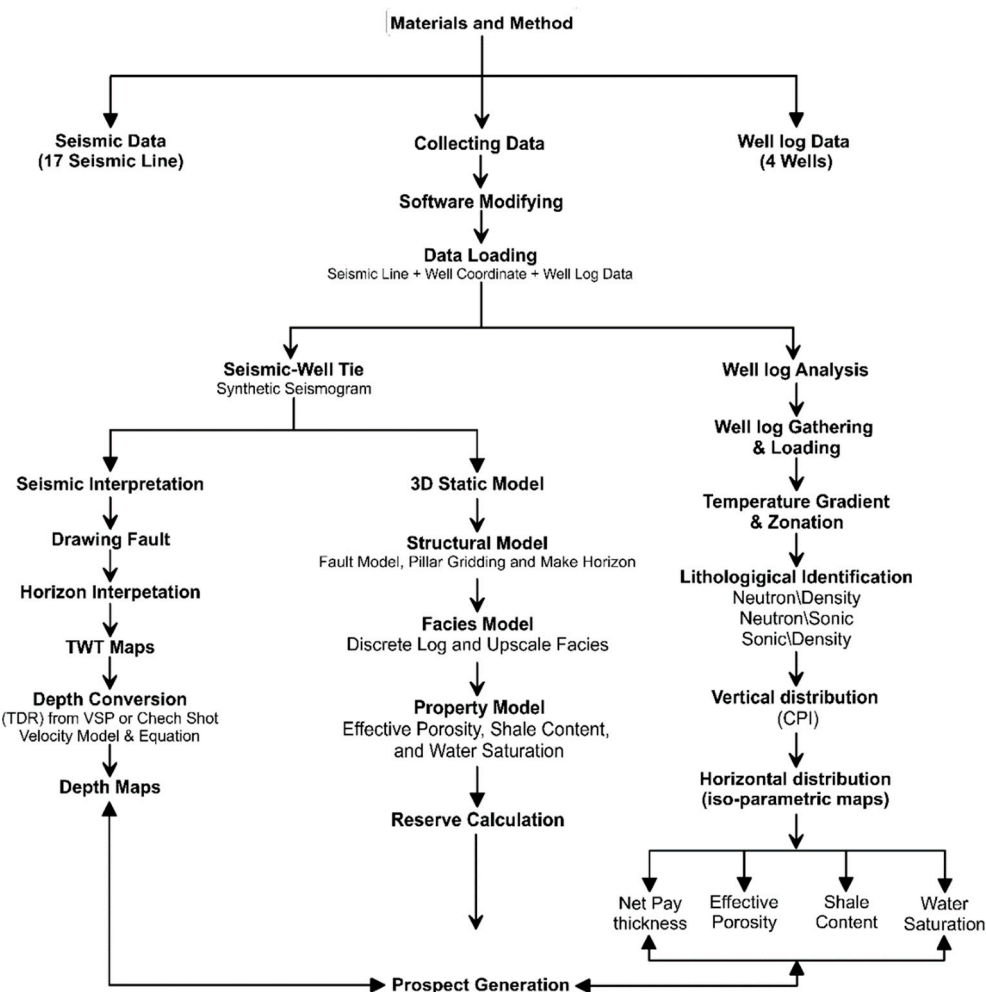 Materials and Method
Seismic Data
(17 Seismic Line)
Collecting Data
Well log Data
(4 Wells)
Software Modifying
Data Loading
Seismic Line + Well Coordinate + Well Log Data
Seismic-Well Tie
Synthetic Seismogram
Seismic Interpretation
Drawing Fault
Horizon Interpetation
TWT Maps
Depth Conversion
(TDR) from VSP or Chech Shot
Velocity Model & Equation
Depth Maps
3D Static Model
Structural Model
Fault Model, Pillar Gridding and Make Horizon
Facies Model
Discrete Log and Upscale Facies
Property Model
Effective Porosity, Shale Content,
and Water Saturation
Reserve Calculation
Well log Analysis
Well log Gathering
& Loading
Temperature Gradient
& Zonation
Lithologigical Identification
Neutron\Density
Neutron\Sonic
Sonic\Density
Vertical distribution
(CPI)
Horizontal distribution
(iso-parametric maps)
Net Pay
thickness
Effective
Porosity
Shale
Content
Water
Saturation
Prospect Generation